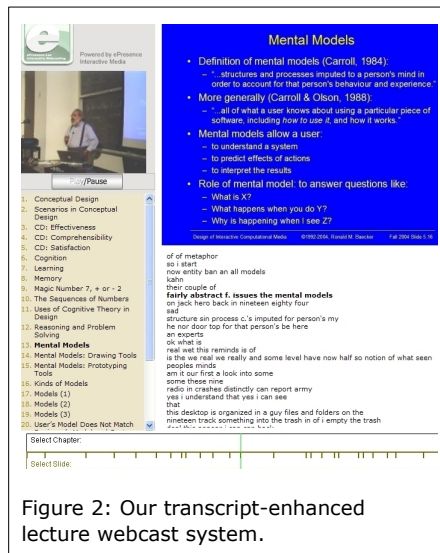 Powered by ePresence
Interactive Media
Play/Pause
1. Conceptual Design
2. Scenarios in Conceptual
Design
3. CD: Effectiveness
4. CD: Comprehensibility
5. CD: Satisfaction
6. Cognition
7. Learning
8. Memory
9. Magic Number 7, + or - 2
10. The Sequences of Numbers
11. Uses of Cognitive Theory in
Design
12. Reasoning and Problem
Solving
13. Mental Models
14. Mental Models: Drawing Tools
15. Mental Models: Prototyping
Tools
16. Kinds of Models
17. Models (1)
18. Models (2)
19. Models (3)
20. User's Model Does Not Match
Mental Models
• Definition of mental models (Carroll, 1984):
– "...structures and processes imputed to a person's mind in
order to account for that person's behaviour and experience."
• More generally (Carroll & Olson, 1988):
– "...all of what a user knows about using a particular piece of
software, including how to use it, and how it works."
• Mental models allow a user:
– to understand a system
– to predict effects of actions
– to interpret the results
• Role of mental model: to answer questions like:
– What is X?
– What happens when you do Y?
– Why is happening when I see Z?
Design of Interactive Computational Media ©1992-2004, Ronald M. Baecker Fall 2004 Slide 5.16
of of metaphor
so i start
now entity ban an all models
kahn
their couple of
fairly abstract f. issues the mental models
on jack hero back in nineteen eighty four
sad
structure sin process c.'s imputed for person's my
he nor door top for that person's be here
an experts
ok what is
real wet this reminds is of
is the we real we really and some level have now half so notion of what seen
peoples minds
am it our first a look into some
some these nine
radio in crashes distinctly can report army
yes i understand that yes i can see
that
this desktop is organized in a guy files and folders on the
nineteen track something into the trash in of i empty the trash
Select Chapter:
Select Slide:
Figure 2: Our transcript-enhanced
lecture webcast system.